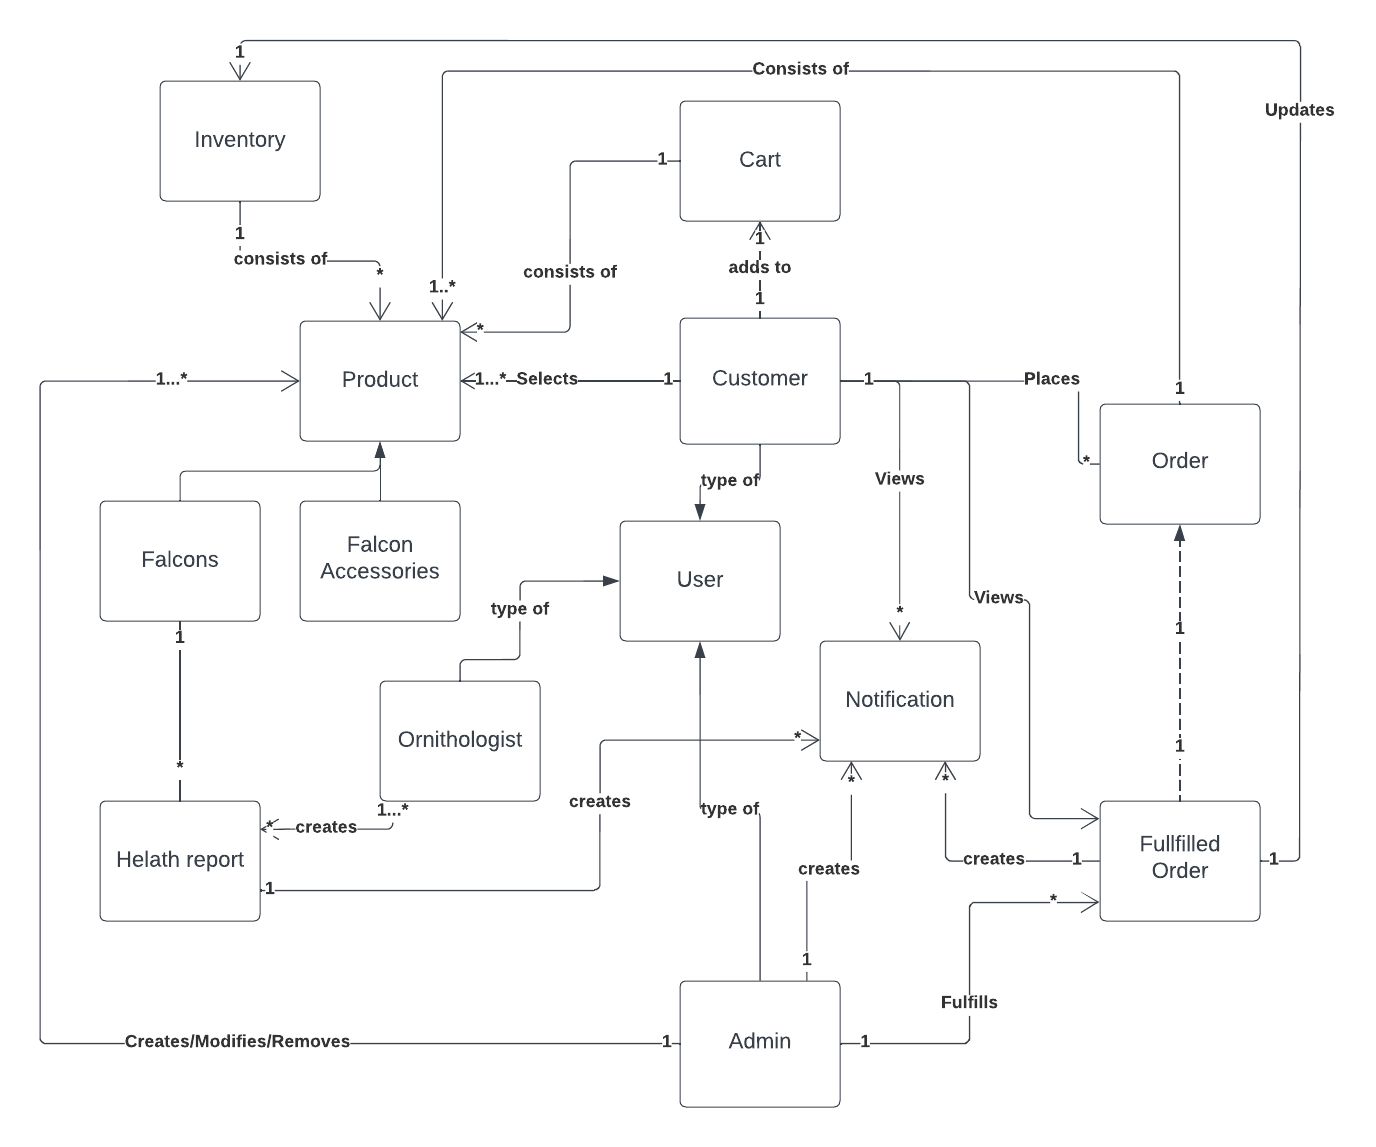 1
Consists of
Updates
Inventory
Cart
1
1
1
consists of
adds to
consists of
*
1..*
1
*
Product
1...*
1...*
Selects
1
Customer
1
Places
1
*
Order
type of
Views
Falcons
Falcon
Accessories
User
type of
Views
*
1
1
Notification
Ornithologist
*
1
*
*
*
1...*
creates
type of
*
creates
Helath report
Fullfilled
Order
creates
1
1
creates
1
*
1
Fulfills
Creates/Modifies/Removes
1
Admin
1